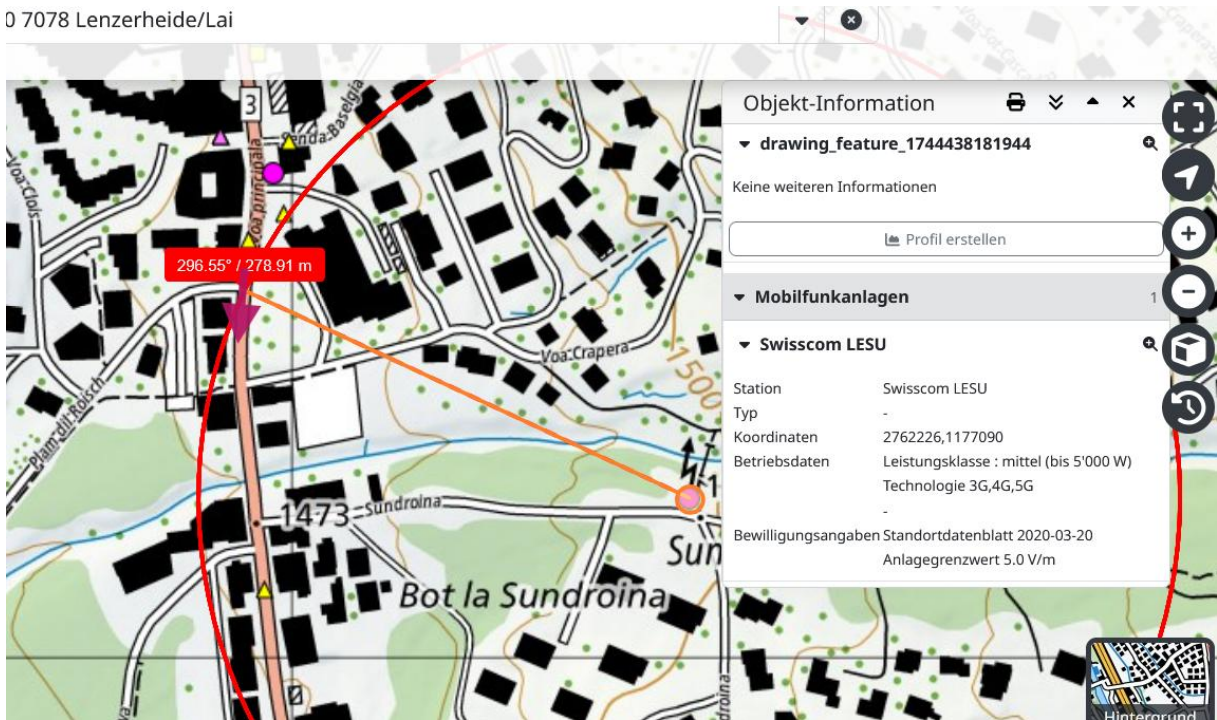 0 7078 Lenzerheide/Lai
Objekt-Information
drawing_feature_1744438181944
Keine weiteren Informationen
Profil erstellen
Mobilfunkanlagen 1
Swisscom LESU
Station Swisscom LESU
Typ -
Koordinaten 2762226,1177090
Betriebsdaten Leistungsklasse : mittel (bis 5'000 W)
Technologie 3G,4G,5G
-
Bewilligungsangaben Standortdatenblatt 2020-03-20
Anlagegrenzwert 5.0 V/m
3
Senda-Baselgia
Voa principala
Voa Clois
296.55° / 278.91 m
Voa Crapera
1500
Plam dil Roisch
1473
Sundroina
Sun
Bot la Sundroina
droina
Hintergrund